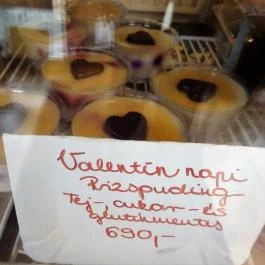 Valentin napi
Rizspuding
Tej-, cukor- és
gluténmentes
690,-